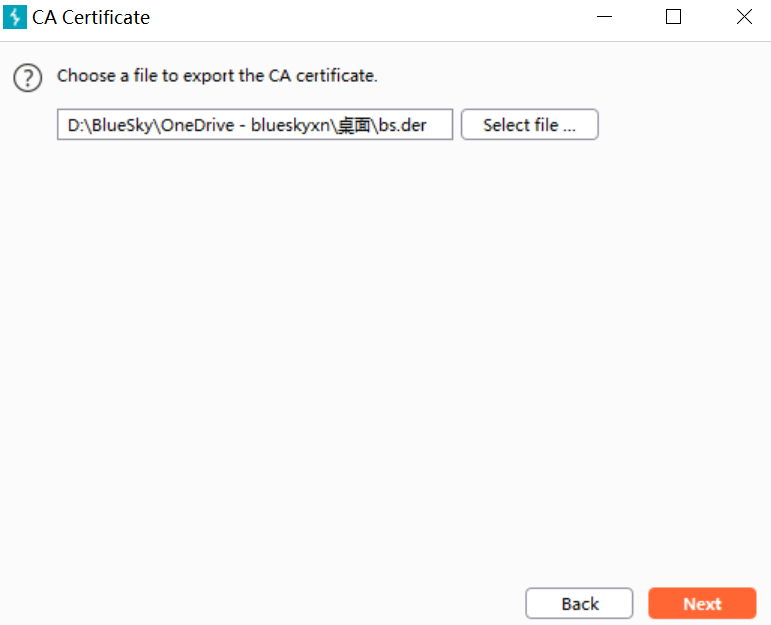 CA Certificate
Choose a file to export the CA certificate.
D:\BlueSky\OneDrive - blueskyxn\桌面\bs.der
Select file ...
Back
Next